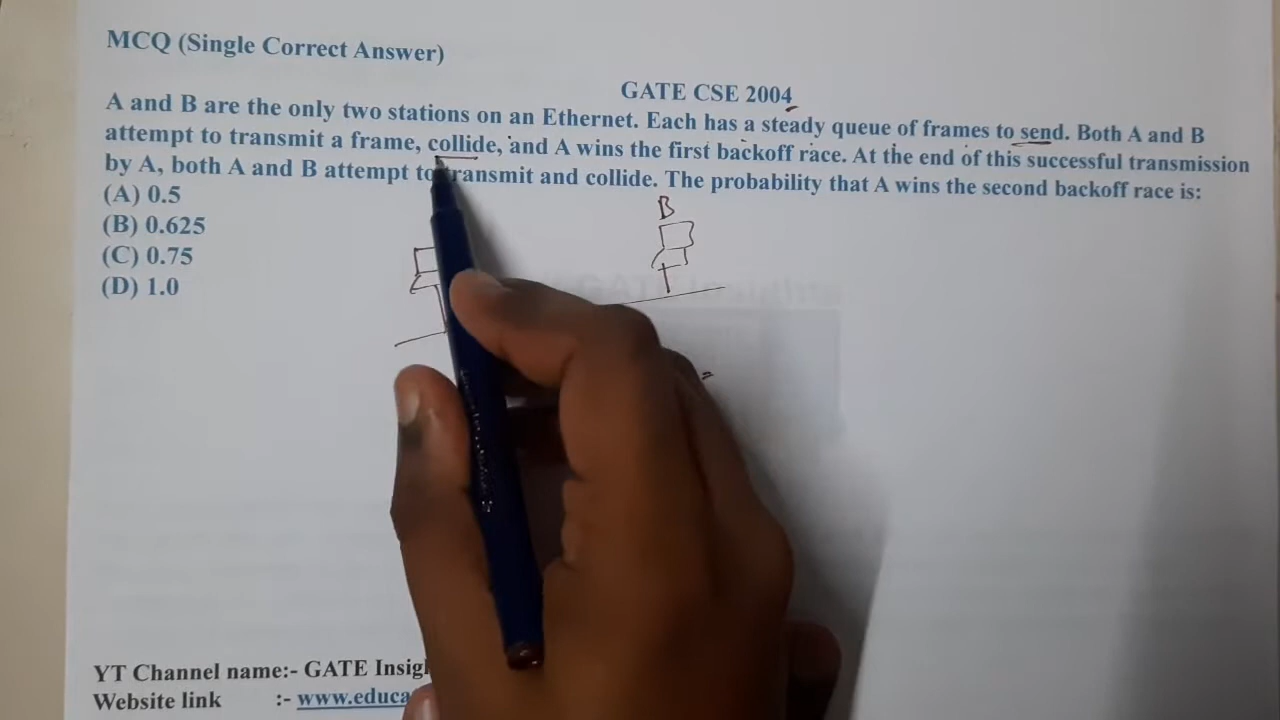 MCQ (Single Correct Answer)
GATE CSE 2004
A and B are the only two stations on an Ethernet. Each has a steady queue of frames to send. Both A and B
attempt to transmit a frame, collide, and A wins the first backoff race. At the end of this successful transmission
by A, both A and B attempt to transmit and collide. The probability that A wins the second backoff race is:
(A) 0.5
(B) 0.625
(C) 0.75
(D) 1.0
B
=
YT Channel name:- GATE
Website link :-